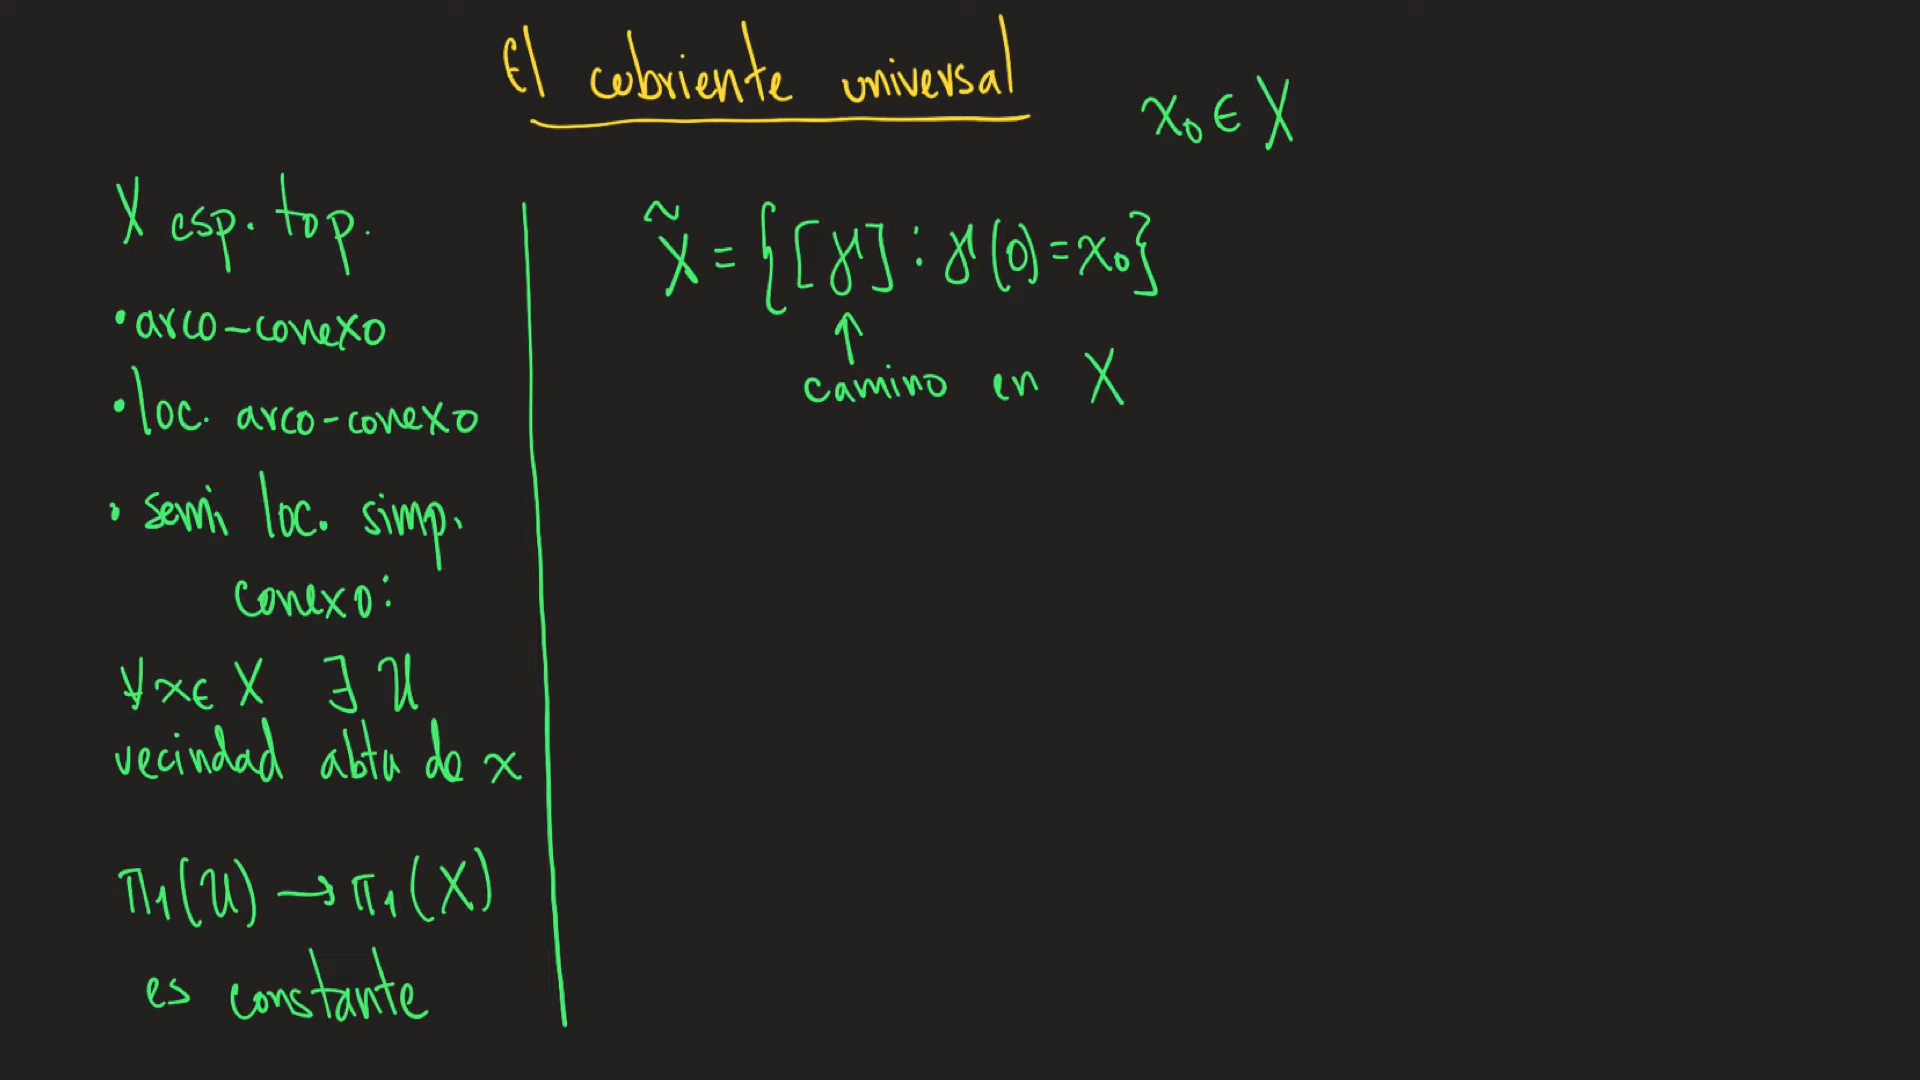 El cubriente universal
x₀ ∈ X
X esp. top.
• arco-conexo
• loc. arco-conexo
• semi loc. simp.
conexo:
∀x∈X ∃ U
vecindad abta de x
π₁(U) → π₁(X)
es constante
X̃ = {[γ] : γ(0) = x₀}
↑
camino en X